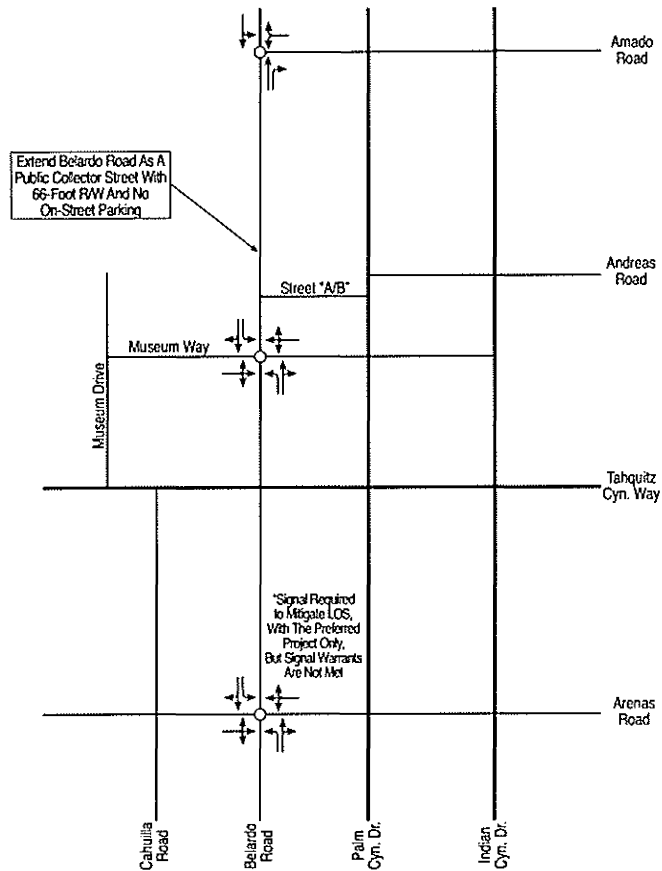 Amado
Road
Extend Belardo Road As A
Public Collector Street With
66-Foot R/W And No
On-Street Parking
Andreas
Road
Street "A/B"
Museum Way
Museum Drive
Tahquitz
Cyn. Way
*Signal Required
to Mitigate LOS,
With The Preferred
Project Only,
But Signal Warrants
Are Not Met
Arenas
Road
Cahuilla
Road
Belardo
Road
Palm
Cyn. Dr.
Indian
Cyn. Dr.